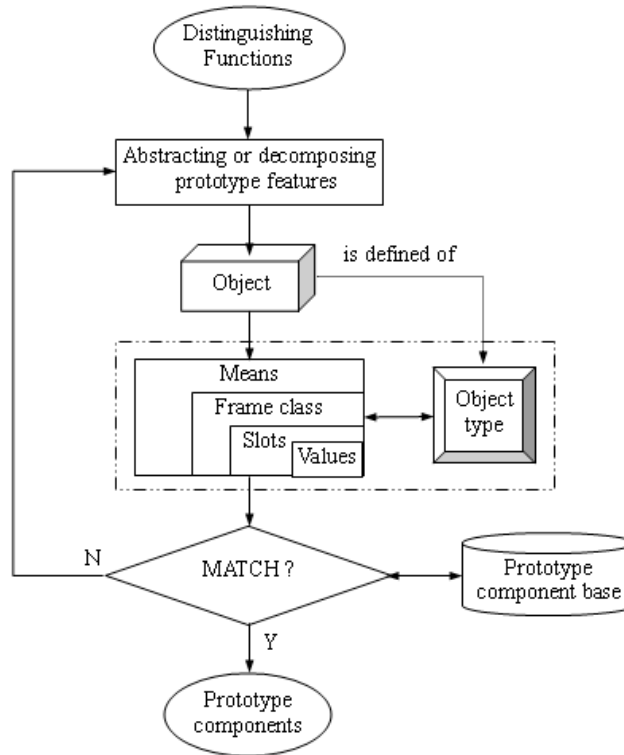 Distinguishing
Functions
Abstracting or decomposing
prototype features
is defined of
Object
Means
Frame class
Slots
Values
Object
type
N
MATCH ?
Prototype
component base
Y
Prototype
components